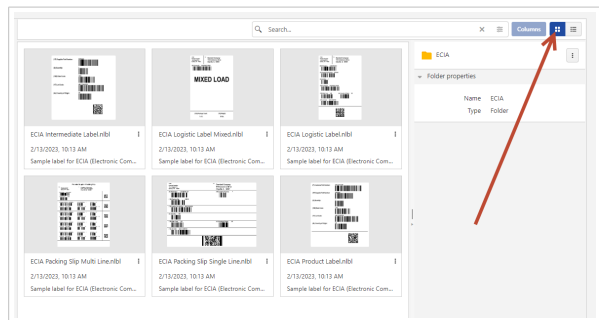 Search...
Columns
ECIA
Folder properties
Name ECIA
Type Folder
MIXED LOAD
ECIA Intermediate Label.nlbl
2/13/2023, 10:13 AM
Sample label for ECIA (Electronic Com...
ECIA Logistic Label Mixed.nlbl
2/13/2023, 10:13 AM
Sample label for ECIA (Electronic Com...
ECIA Logistic Label.nlbl
2/13/2023, 10:13 AM
Sample label for ECIA (Electronic Com...
ECIA Packing Slip Multi Line.nlbl
2/13/2023, 10:13 AM
Sample label for ECIA (Electronic Com...
ECIA Packing Slip Single Line.nlbl
2/13/2023, 10:13 AM
Sample label for ECIA (Electronic Com...
ECIA Product Label.nlbl
2/13/2023, 10:13 AM
Sample label for ECIA (Electronic Com...